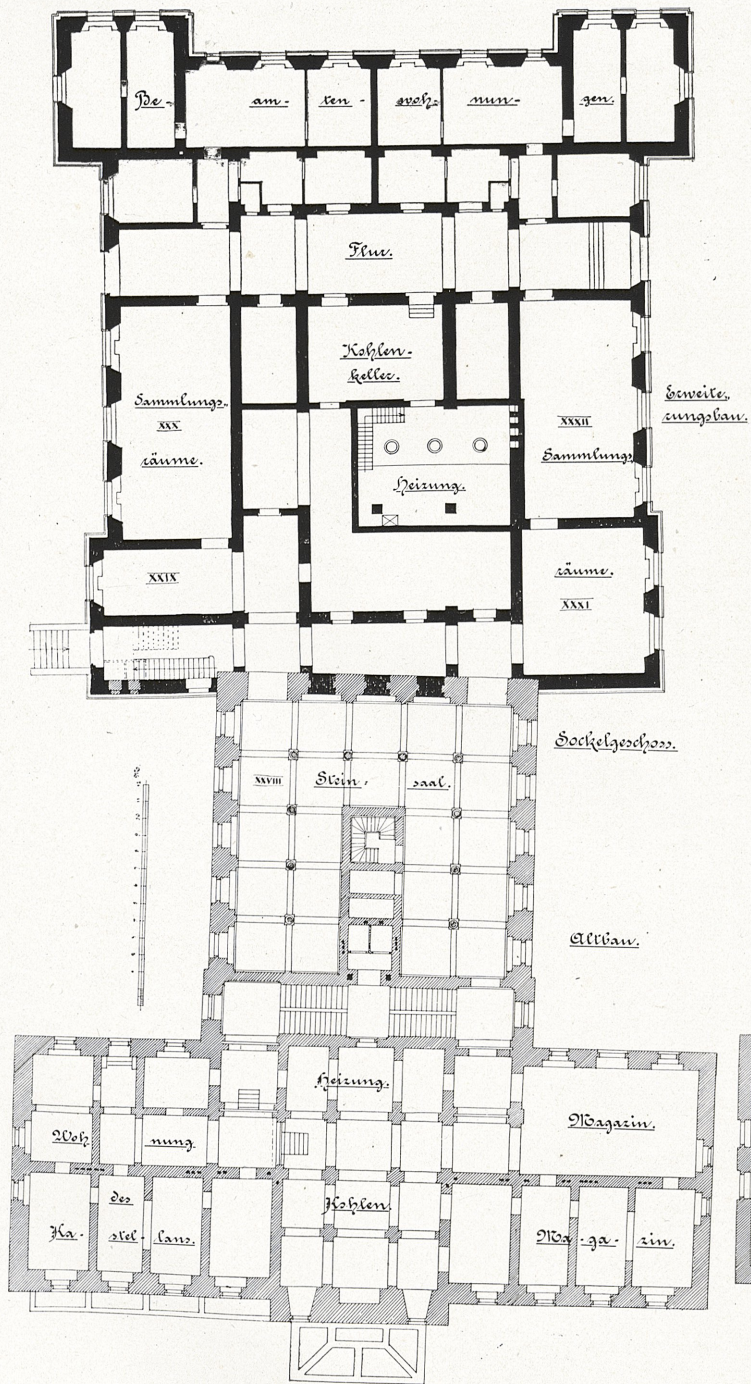 Be- am- ten- woh- nun- gen.
Flur.
Kohlen-
keller.
Sammlungs-
XXX
räume.
Erweite-
rungsbau.
XXXII
Sammlungs
Heizung.
XXIX
räume.
XXXI
Sockelgeschoss.
XXVIII Stein- saal.
Altbau.
Heizung.
Magazin.
Woh nung
des
Kohlen.
Ka- stel- lans.
Ma- ga- zin.